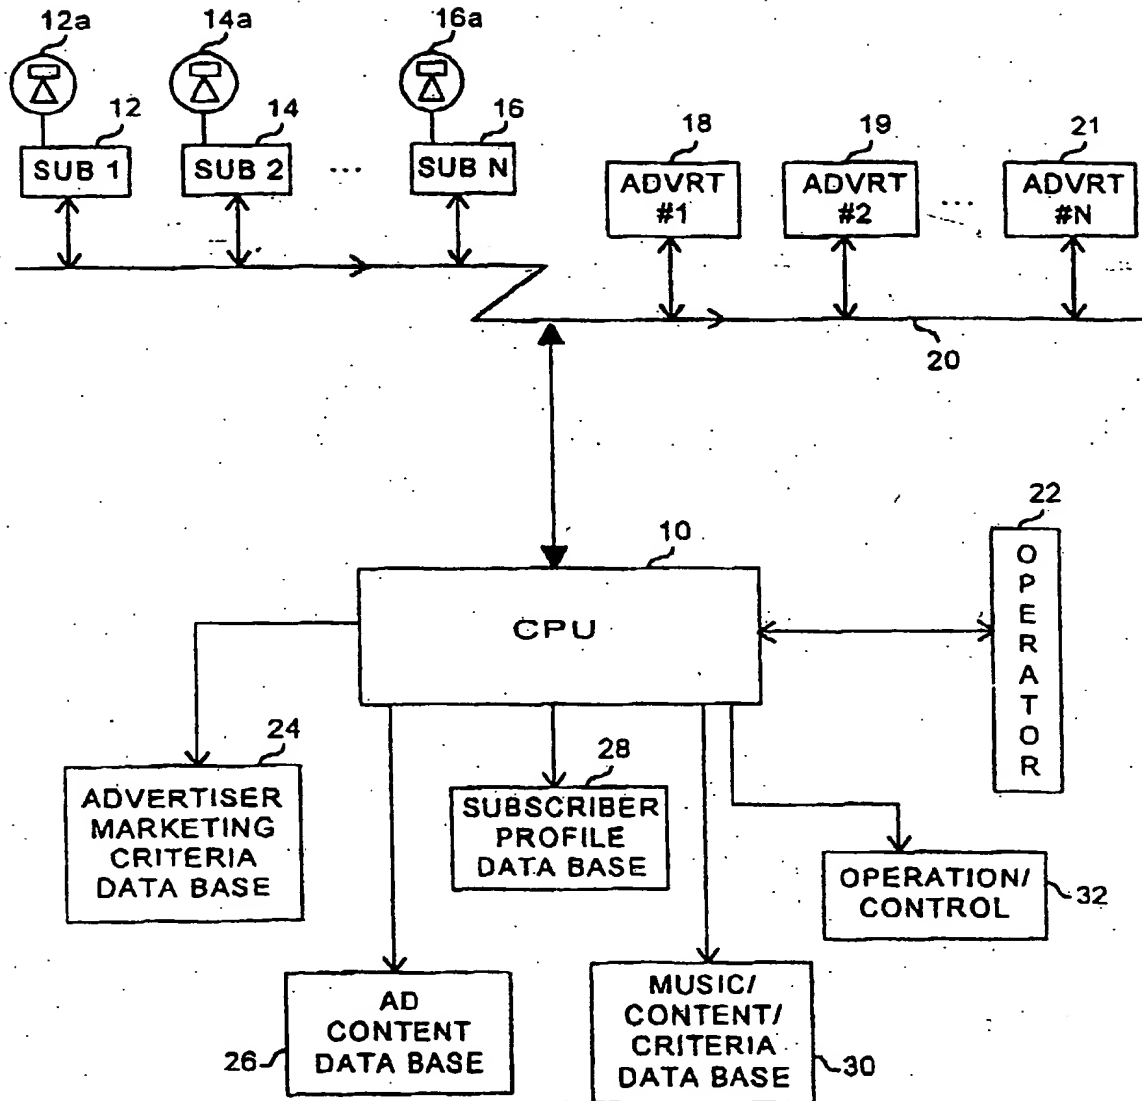 12a
14a
16a
12
14
16
SUB 1
SUB 2
...
SUB N
18
19
21
ADVRT
#1
ADVRT
#2
...
ADVRT
#N
20
10
CPU
22
OPERATOR
24
ADVERTISER
MARKETING
CRITERIA
DATA BASE
28
SUBSCRIBER
PROFILE
DATA BASE
OPERATION/
CONTROL
32
AD
CONTENT
DATA BASE
26
MUSIC/
CONTENT/
CRITERIA
DATA BASE
30